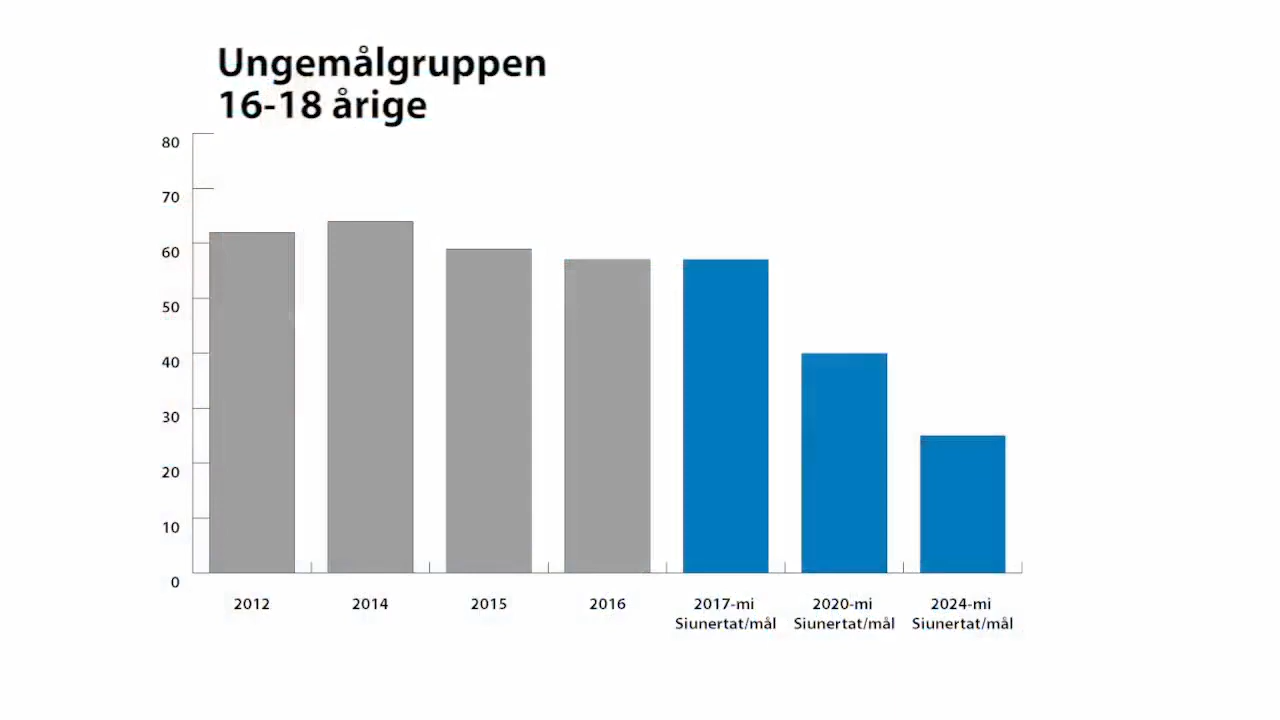 Ungemålgruppen
16-18 årige
80
70
60
50
40
30
20
10
0
2012
2014
2015
2016
2017-mi
Siunertat/mål
2020-mi
Siunertat/mål
2024-mi
Siunertat/mål